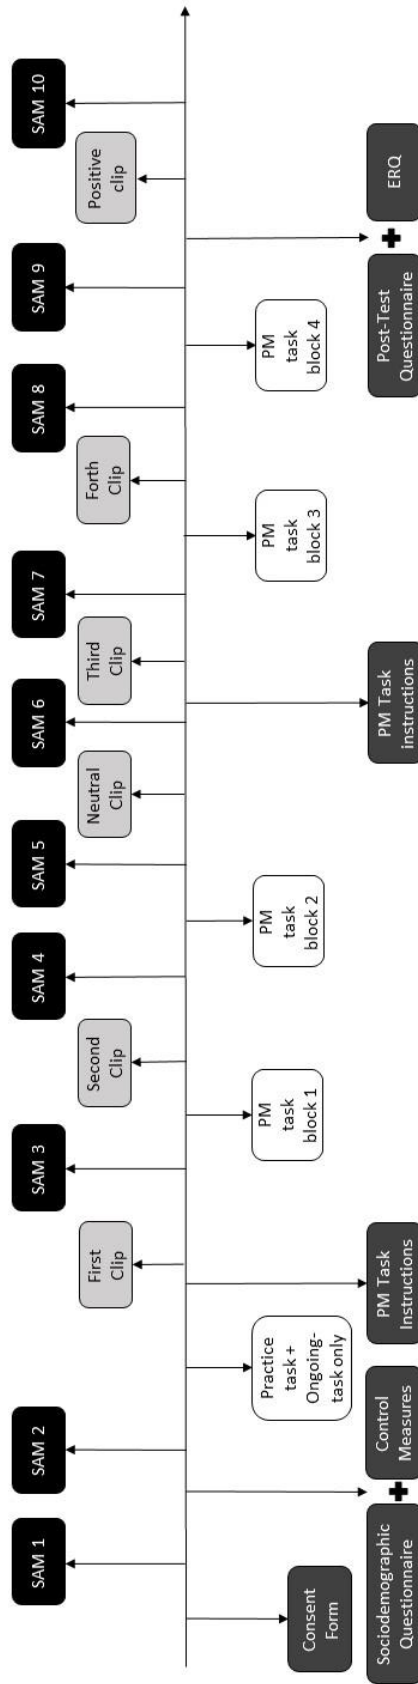 SAM 1
SAM 2
SAM 3
SAM 4
SAM 5
SAM 6
SAM 7
SAM 8
SAM 9
SAM 10
First
Clip
Second
Clip
Neutral
Clip
Third
Clip
Forth
Clip
Positive
clip
Practice
task +
Ongoing-
task only
PM
task
block 1
PM
task
block 2
PM
task
block 3
PM
task
block 4
Consent
Form
Sociodemographic
Questionnaire
+
Control
Measures
PM Task
Instructions
PM Task
instructions
Post-Test
Questionnaire
+
ERQ